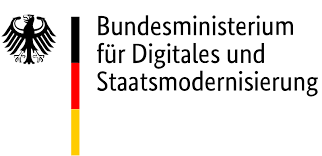 Bundesministerium
für Digitales und
Staatsmodernisierung